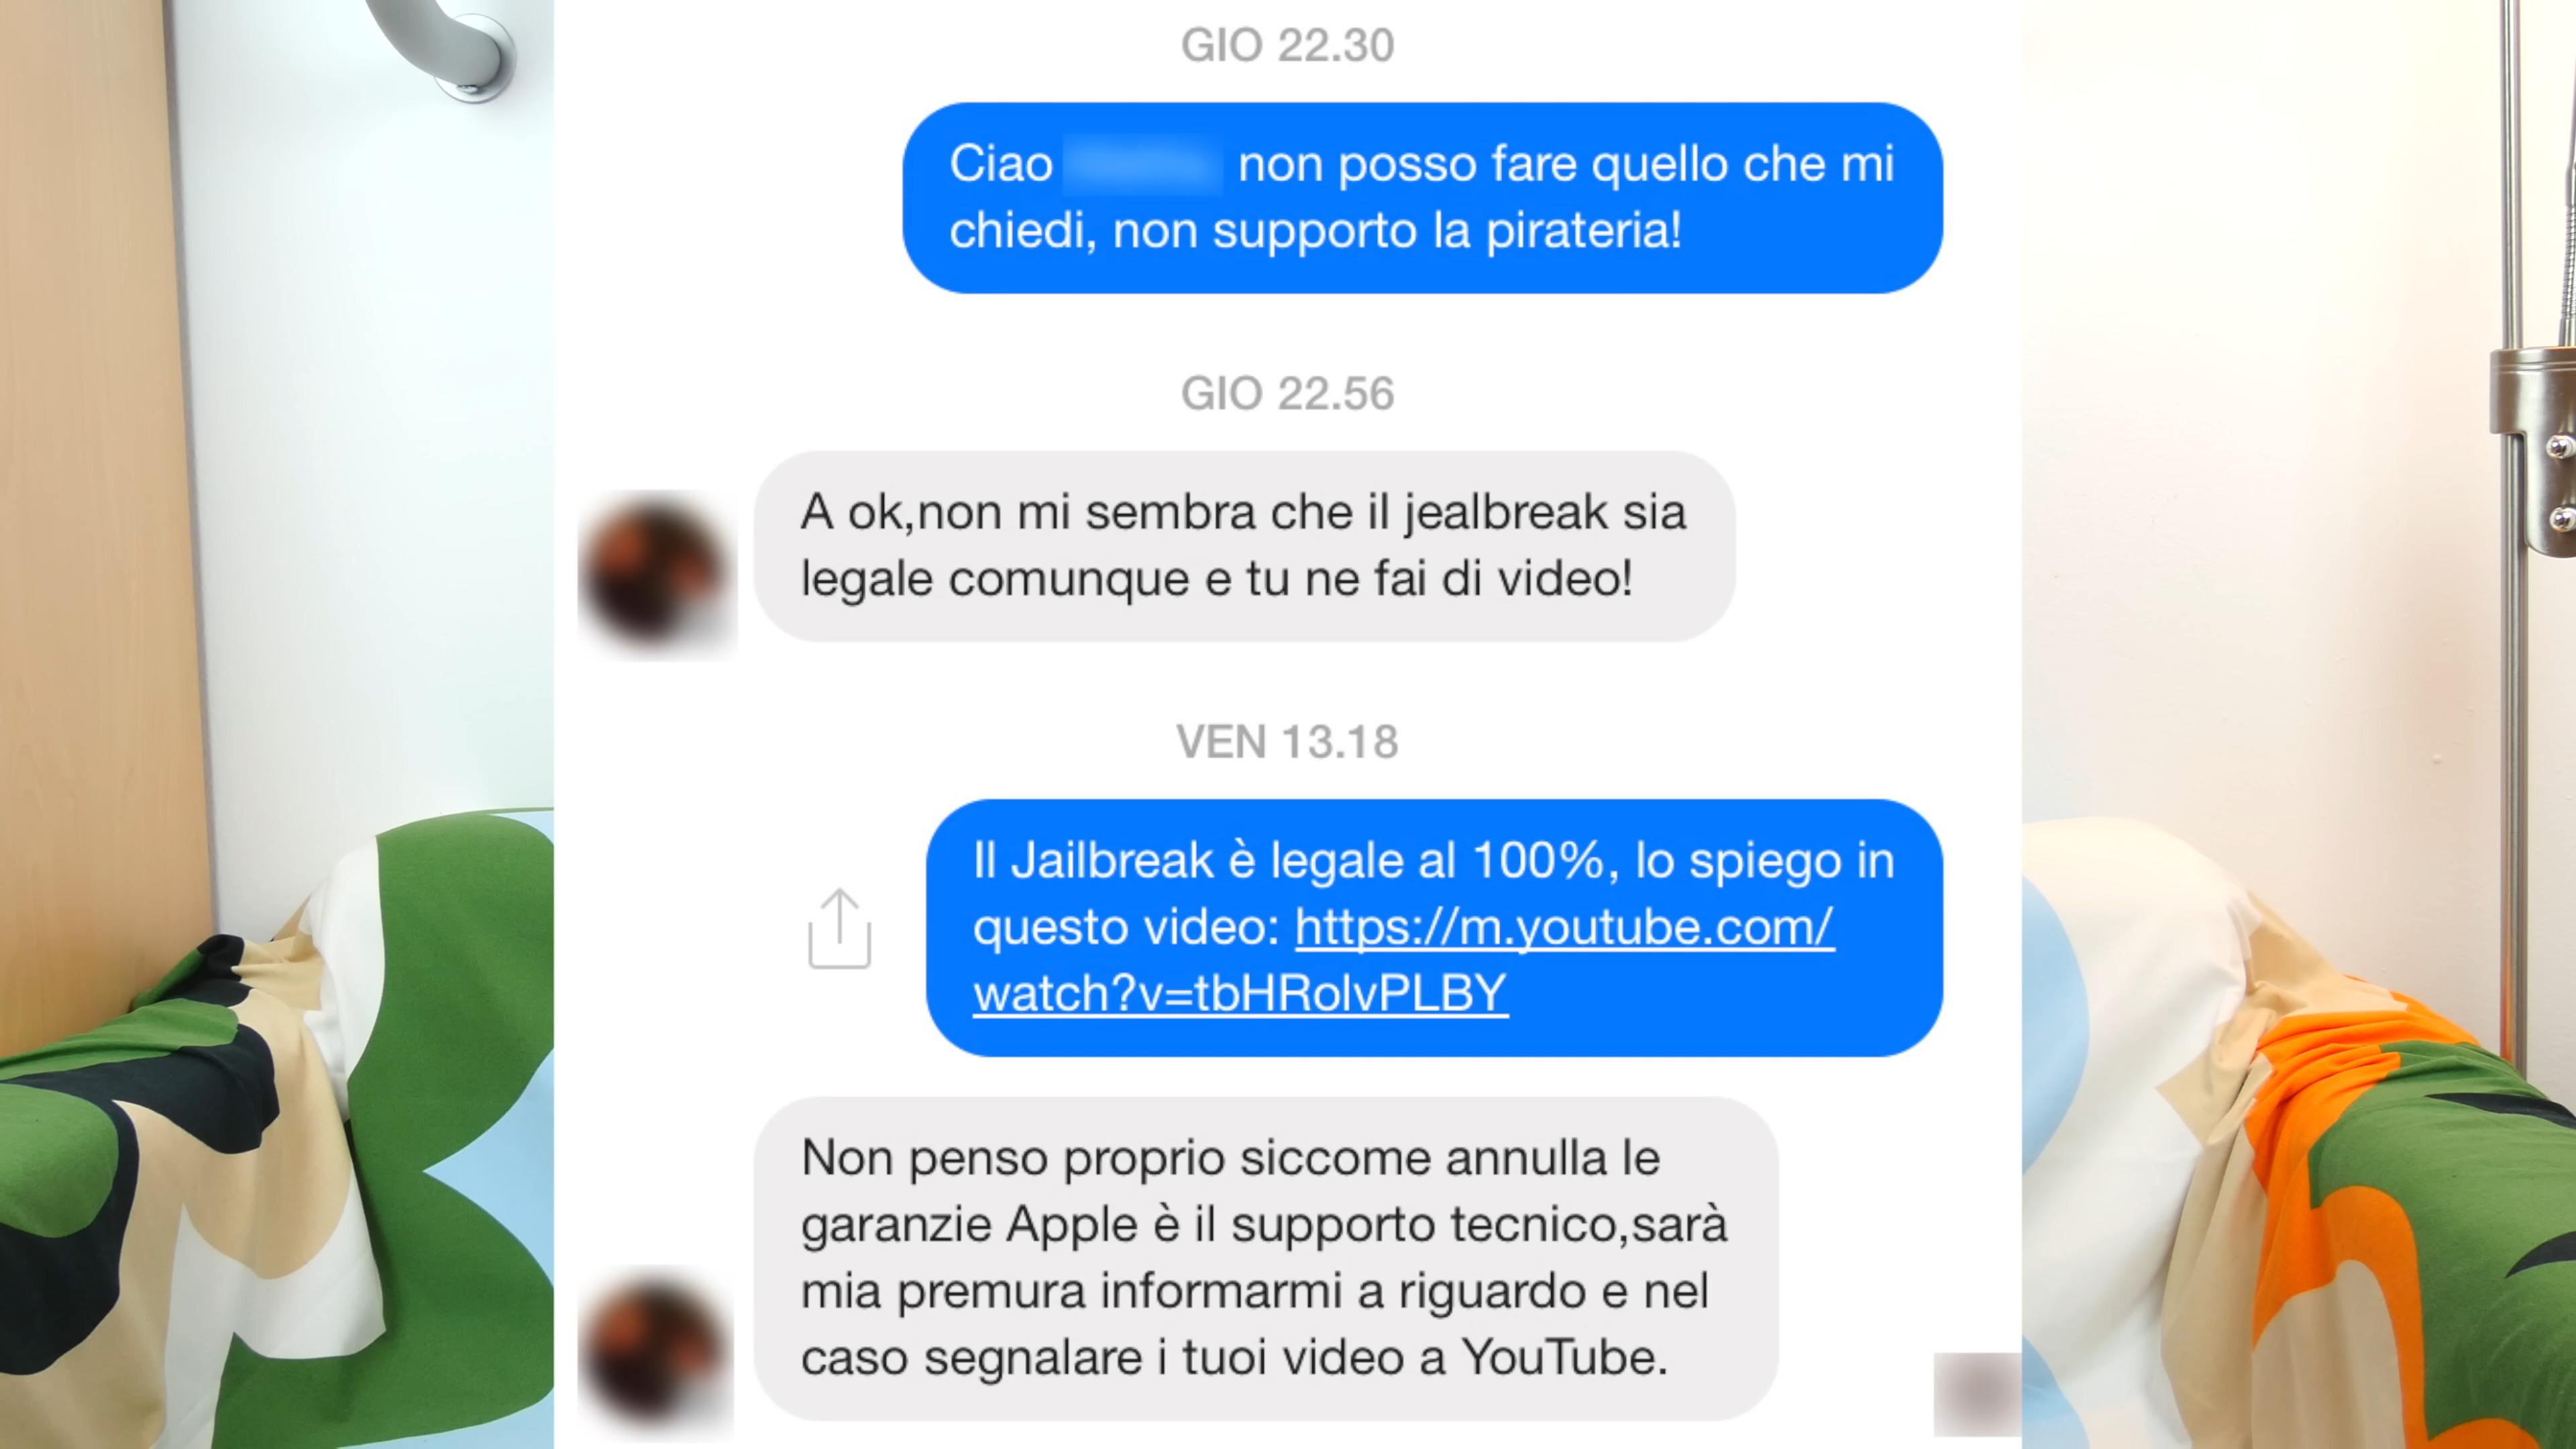 GIO 22.30
Ciao non posso fare quello che mi
chiedi, non supporto la pirateria!
GIO 22.56
A ok,non mi sembra che il jealbreak sia
legale comunque e tu ne fai di video!
VEN 13.18
Il Jailbreak è legale al 100%, lo spiego in
questo video: https://m.youtube.com/
watch?v=tbHRolvPLBY
Non penso proprio siccome annulla le
garanzie Apple è il supporto tecnico,sarà
mia premura informarmi a riguardo e nel
caso segnalare i tuoi video a YouTube.